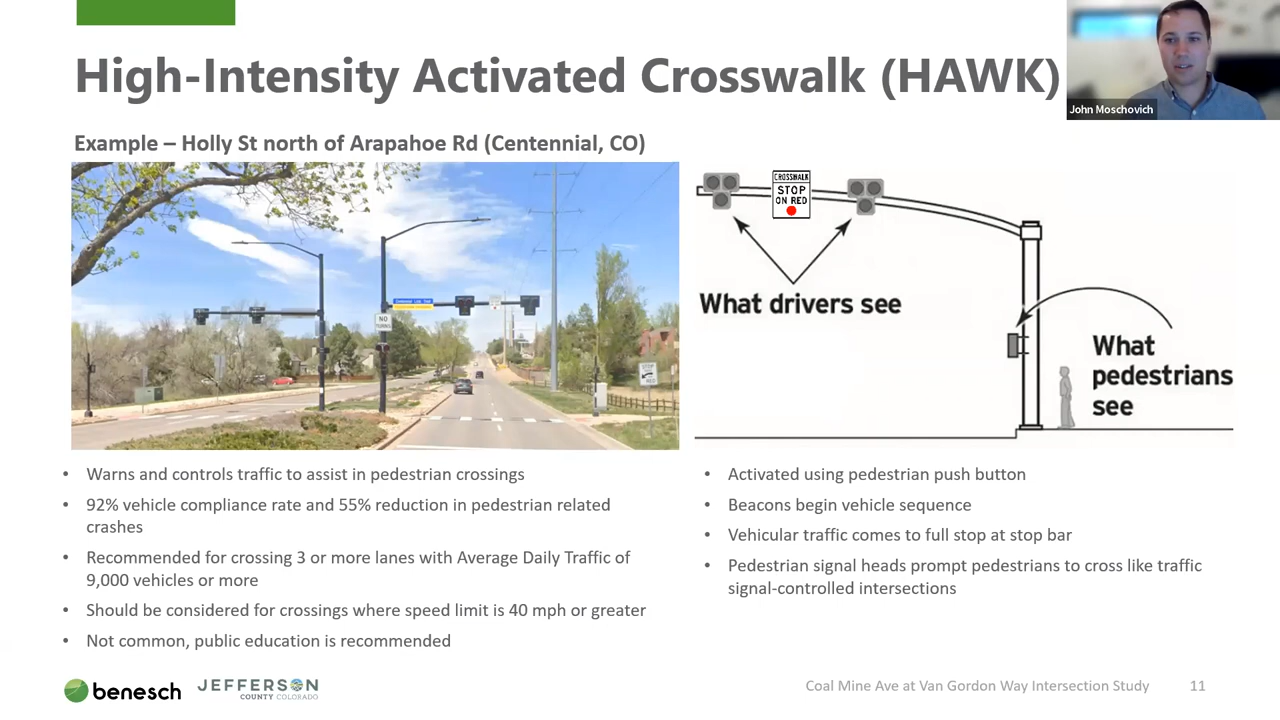 High-Intensity Activated Crosswalk (HAWK)
John Moschovich
Example – Holly St north of Arapahoe Rd (Centennial, CO)
NO
CROSSWALK
STOP
ON RED
What drivers see
What
pedestrians
see
• Warns and controls traffic to assist in pedestrian crossings
• 92% vehicle compliance rate and 55% reduction in pedestrian related
crashes
• Recommended for crossing 3 or more lanes with Average Daily Traffic of
9,000 vehicles or more
• Should be considered for crossings where speed limit is 40 mph or greater
• Not common, public education is recommended
• Activated using pedestrian push button
• Beacons begin vehicle sequence
• Vehicular traffic comes to full stop at stop bar
• Pedestrian signal heads prompt pedestrians to cross like traffic
signal-controlled intersections
benesch
JEFFERSON
COUNTY COLORADO
Coal Mine Ave at Van Gordon Way Intersection Study
11